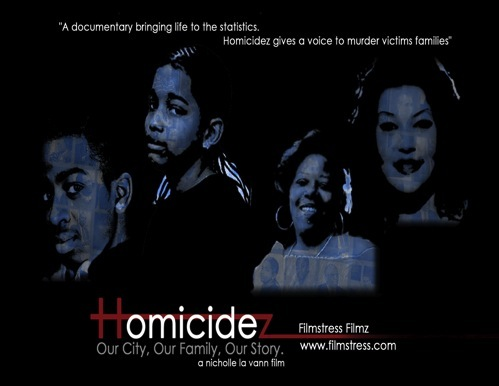 "A documentary bringing life to the statistics.
Homicidez gives a voice to murder victims families"
Homicidez
Filmstress Filmz
Our City, Our Family, Our Story.
www.filmstress.com
a nicholle la vann film